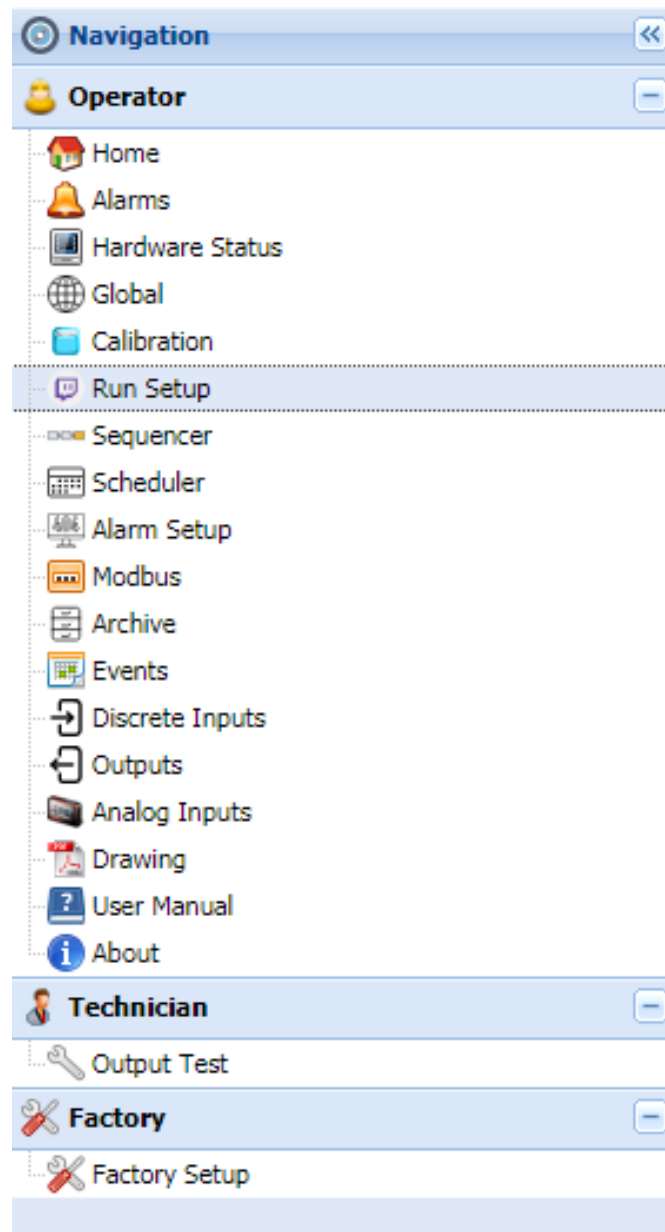 Navigation
Operator
Home
Alarms
Hardware Status
Global
Calibration
Run Setup
Sequencer
Scheduler
Alarm Setup
Modbus
Archive
Events
Discrete Inputs
Outputs
Analog Inputs
Drawing
User Manual
About
Technician
Output Test
Factory
Factory Setup